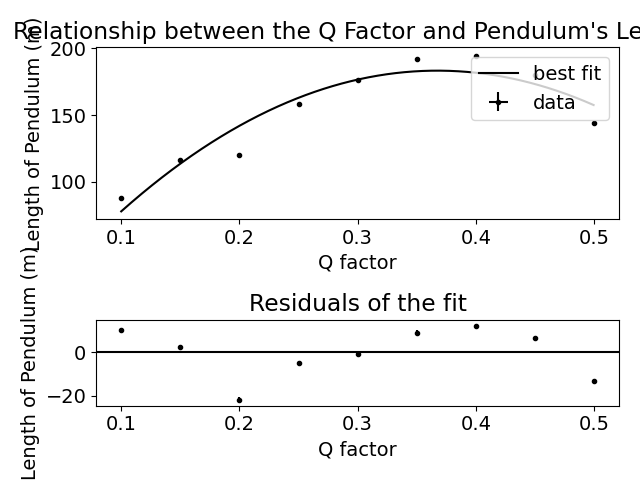 Relationship between the Q Factor and Pendulum's Le
Length of Pendulum (m)
200
150
100
best fit
data
0.1 0.2 0.3 0.4 0.5
Q factor
Residuals of the fit
Length of Pendulum (m)
0
−20
0.1 0.2 0.3 0.4 0.5
Q factor